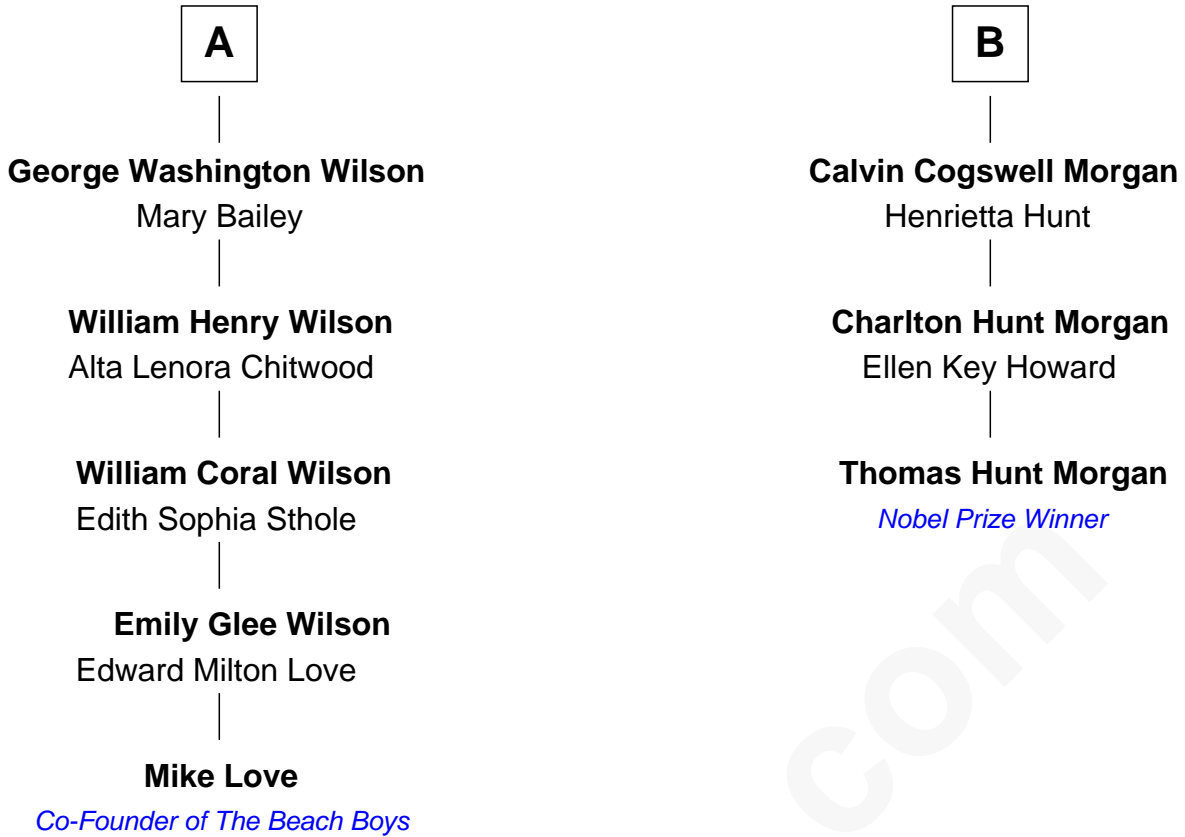 A
George Washington Wilson
Mary Bailey
William Henry Wilson
Alta Lenora Chitwood
William Coral Wilson
Edith Sophia Sthole
Emily Glee Wilson
Edward Milton Love
Mike Love
Co-Founder of The Beach Boys
B
Calvin Cogswell Morgan
Henrietta Hunt
Charlton Hunt Morgan
Ellen Key Howard
Thomas Hunt Morgan
Nobel Prize Winner
com